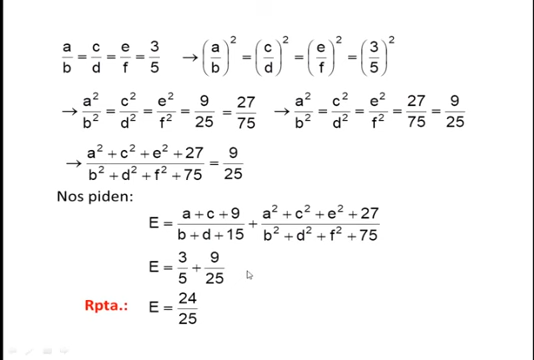 a/b = c/d = e/f = 3/5 → (a/b)² = (c/d)² = (e/f)² = (3/5)²
→ a²/b² = c²/d² = e²/f² = 9/25 = 27/75 → a²/b² = c²/d² = e²/f² = 27/75 = 9/25
→ (a² + c² + e² + 27)/(b² + d² + f² + 75) = 9/25
Nos piden:
E = (a + c + 9)/(b + d + 15) + (a² + c² + e² + 27)/(b² + d² + f² + 75)
E = 3/5 + 9/25
Rpta.: E = 24/25